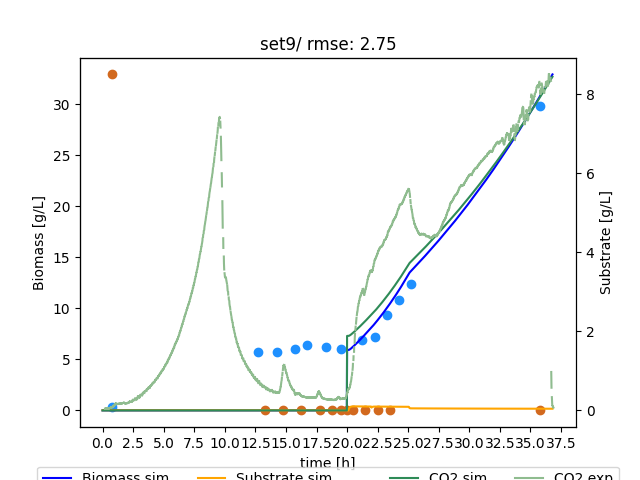 set9/ rmse: 2.75
Biomass [g/L]
30
25
20
15
10
5
0
Substrate [g/L]
8
6
4
2
0
0.0 2.5 5.0 7.5 10.0 12.5 15.0 17.5 20.0 22.5 25.0 27.5 30.0 32.5 35.0 37.5
time [h]
Biomass sim Substrate sim CO2 sim CO2 exp